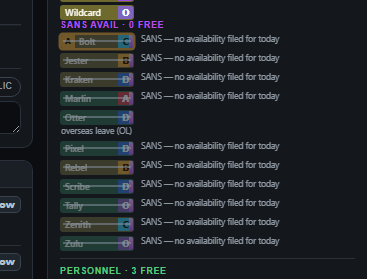 Wildcard O
SANS AVAIL · 0 FREE
A Bolt C SANS — no availability filed for today
Jester SANS — no availability filed for today
Kraken D SANS — no availability filed for today
LIC
Marlin A SANS — no availability filed for today
Otter D
overseas leave (OL)
Pixel D SANS — no availability filed for today
Rebel SANS — no availability filed for today
Scribe D SANS — no availability filed for today
ow
Tally SANS — no availability filed for today
Zenith C SANS — no availability filed for today
Zulu SANS — no availability filed for today
ow
PERSONNEL · 3 FREE